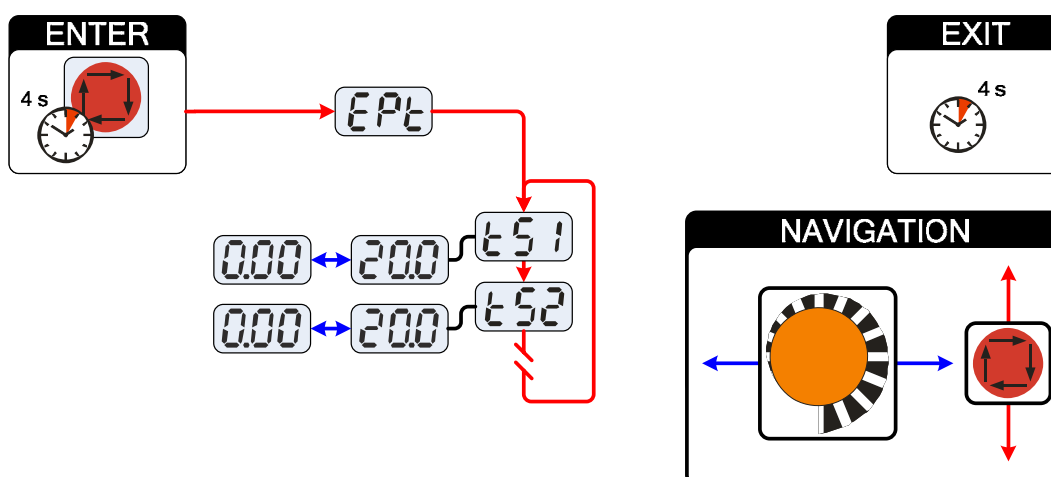 ENTER
4 s
EPt
EXIT
4 s
tS1
0.00
20.0
tS2
0.00
20.0
NAVIGATION